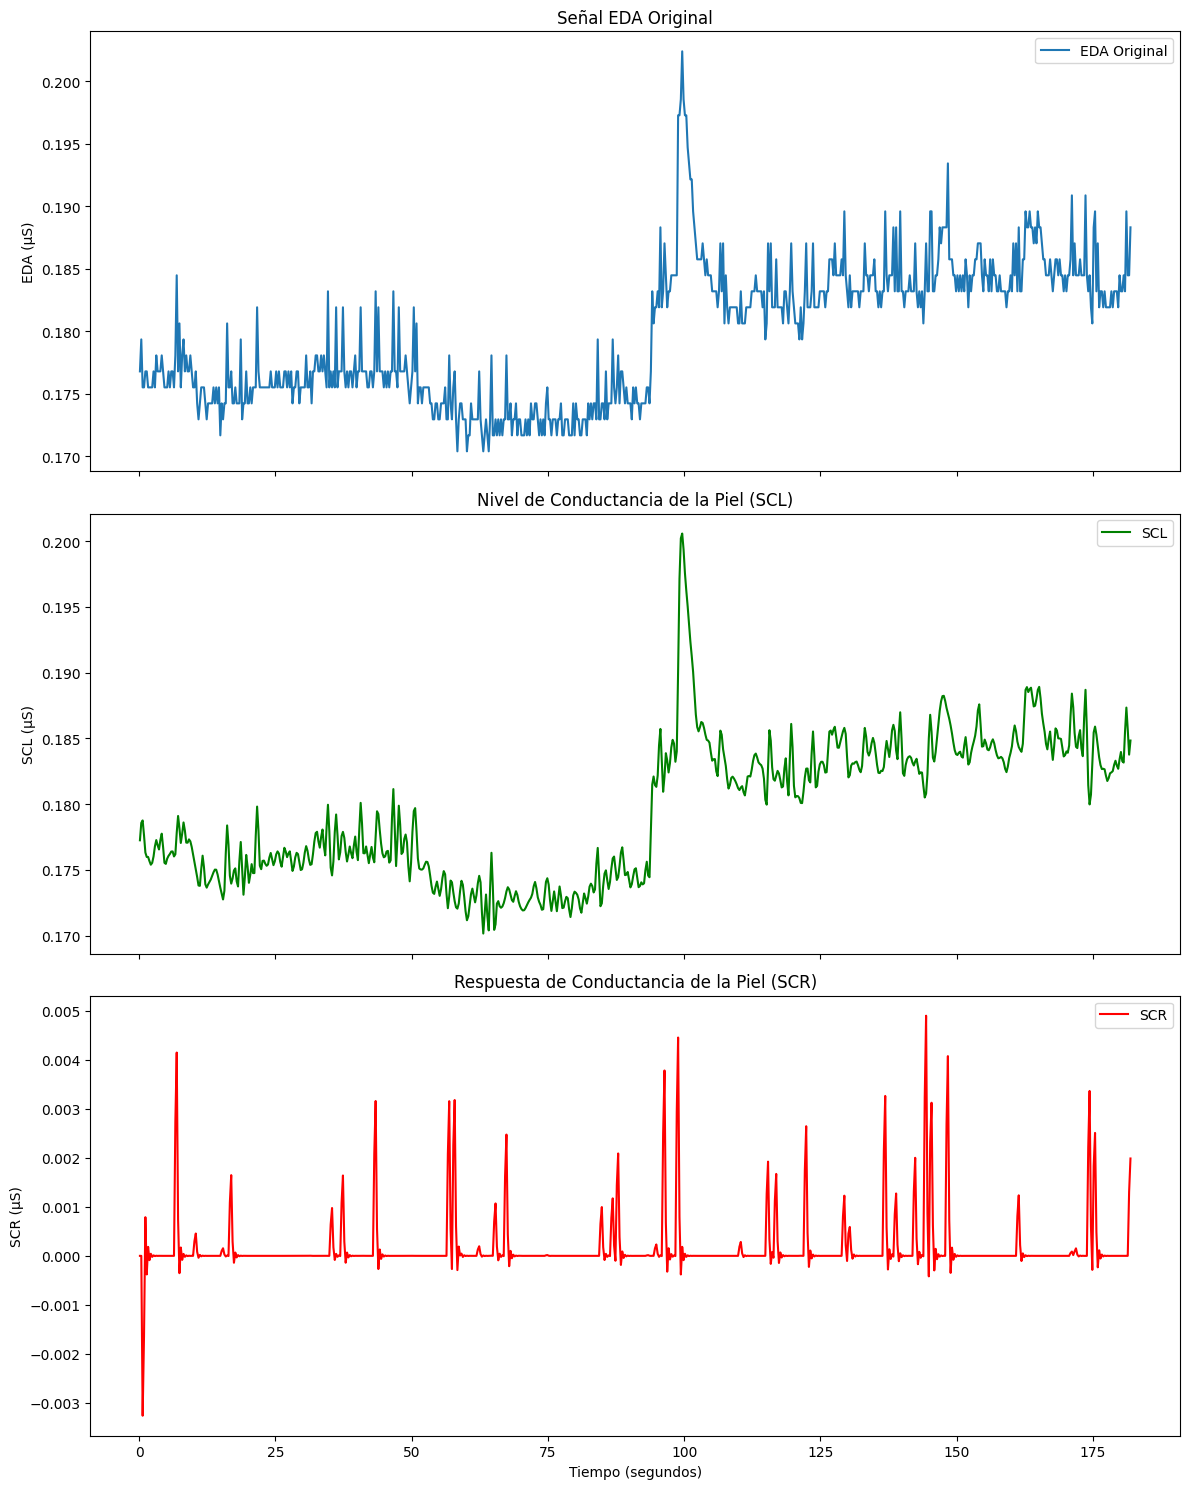 Señal EDA Original
EDA Original
0.200
0.195
0.190
0.185
0.180
0.175
0.170
EDA (μS)
Nivel de Conductancia de la Piel (SCL)
SCL
0.200
0.195
0.190
0.185
0.180
0.175
0.170
SCL (μS)
Respuesta de Conductancia de la Piel (SCR)
SCR
0.005
0.004
0.003
0.002
0.001
0.000
−0.001
−0.002
−0.003
SCR (μS)
0 25 50 75 100 125 150 175
Tiempo (segundos)